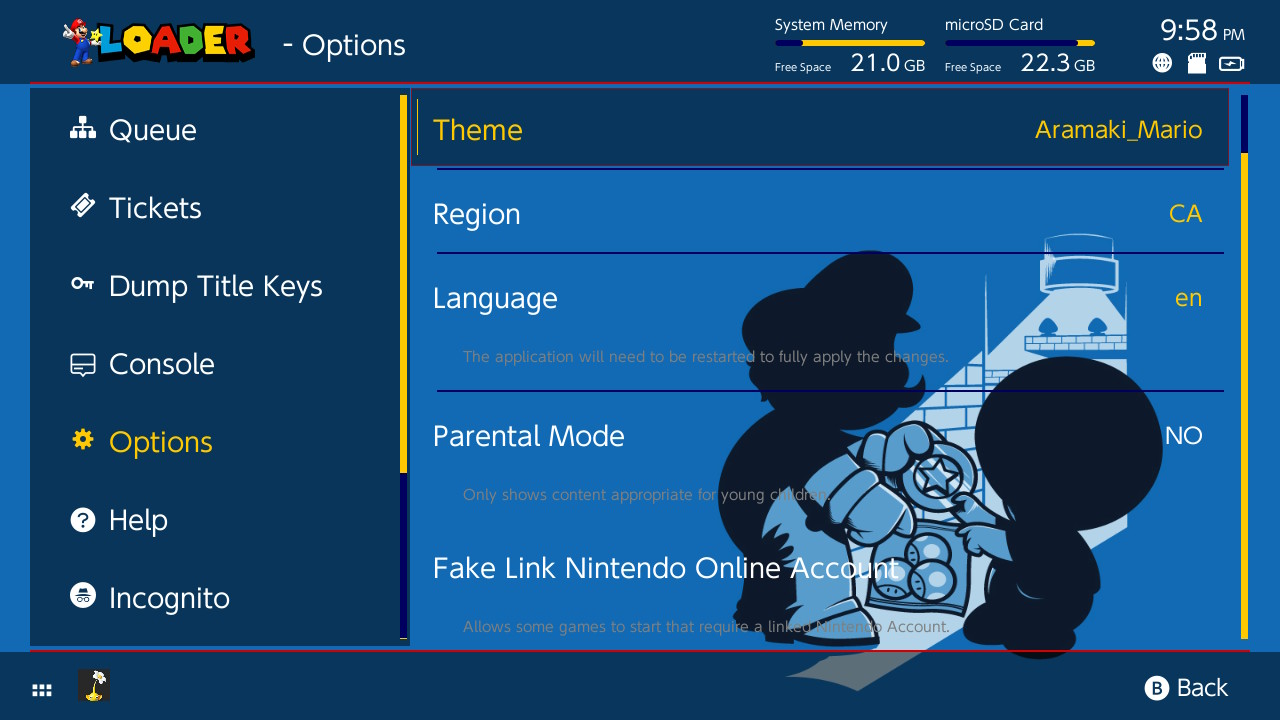 LOADER
- Options
System Memory
Free Space 21.0 GB
microSD Card
Free Space 22.3 GB
9:58 PM
Queue
Tickets
Dump Title Keys
Console
Options
Help
Incognito
Theme
Aramaki_Mario
Region
CA
Language
en
The application will need to be restarted to fully apply the changes.
Parental Mode
NO
Only shows content appropriate for young children.
Fake Link Nintendo Online Account
Allows some games to start that require a linked Nintendo Account.
B Back